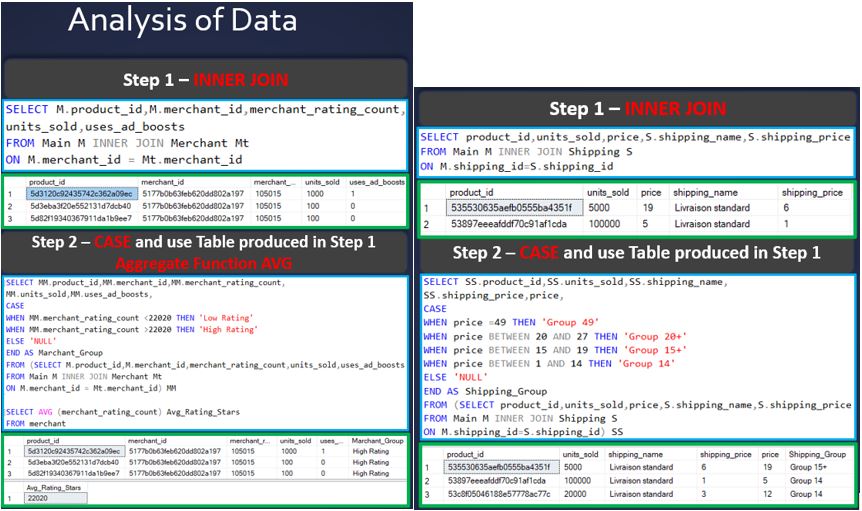 Analysis of Data
Step 1 – INNER JOIN
SELECT M.product_id,M.merchant_id,merchant_rating_count,
units_sold,uses_ad_boosts
FROM Main M INNER JOIN Merchant Mt
ON M.merchant_id = Mt.merchant_id
product_id merchant_id merchant_... units_sold uses_ad_boosts
1 5d3120c92435742c362a09ec 5177b0b63feb620dd802a197 105015 1000 1
2 5d3eba3f20e552131d7dcb40 5177b0b63feb620dd802a197 105015 100 0
3 5d82f19340367911da1b9ee7 5177b0b63feb620dd802a197 105015 100 0
Step 2 – CASE and use Table produced in Step 1
Aggregate Function AVG
SELECT MM.product_id,MM.merchant_id,MM.merchant_rating_count,
MM.units_sold,MM.uses_ad_boosts,
CASE
WHEN MM.merchant_rating_count <22020 THEN 'Low Rating'
WHEN MM.merchant_rating_count >22020 THEN 'High Rating'
ELSE 'NULL'
END AS Marchant_Group
FROM (SELECT M.product_id,M.merchant_id,merchant_rating_count,units_sold,uses_ad_boosts
FROM Main M INNER JOIN Merchant Mt
ON M.merchant_id = Mt.merchant_id) MM
SELECT AVG (merchant_rating_count) Avg_Rating_Stars
FROM merchant
product_id merchant_id merchant_r... units_sold uses_... Marchant_Group
1 5d3120c92435742c362a09ec 5177b0b63feb620dd802a197 105015 1000 1 High Rating
2 5d3eba3f20e552131d7dcb40 5177b0b63feb620dd802a197 105015 100 0 High Rating
3 5d82f19340367911da1b9ee7 5177b0b63feb620dd802a197 105015 100 0 High Rating
Avg_Rating_Stars
1 22020
Step 1 – INNER JOIN
SELECT product_id,units_sold,price,S.shipping_name,S.shipping_price
FROM Main M INNER JOIN Shipping S
ON M.shipping_id=S.shipping_id
product_id units_sold price shipping_name shipping_price
1 535530635aefb0555ba4351f 5000 19 Livraison standard 6
2 53897eeeafddf70c91af1cda 100000 5 Livraison standard 1
Step 2 – CASE and use Table produced in Step 1
SELECT SS.product_id,SS.units_sold,SS.shipping_name,
SS.shipping_price,price,
CASE
WHEN price =49 THEN 'Group 49'
WHEN price BETWEEN 20 AND 27 THEN 'Group 20+'
WHEN price BETWEEN 15 AND 19 THEN 'Group 15+'
WHEN price BETWEEN 1 AND 14 THEN 'Group 14'
ELSE 'NULL'
END AS Shipping_Group
FROM (SELECT product_id,units_sold,price,S.shipping_name,S.shipping_price
FROM Main M INNER JOIN Shipping S
ON M.shipping_id=S.shipping_id) SS
product_id units_sold shipping_name shipping_price price Shipping_Group
1 535530635aefb0555ba4351f 5000 Livraison standard 6 19 Group 15+
2 53897eeeafddf70c91af1cda 100000 Livraison standard 1 5 Group 14
3 53c8f05046188e57778ac77c 20000 Livraison standard 3 12 Group 14